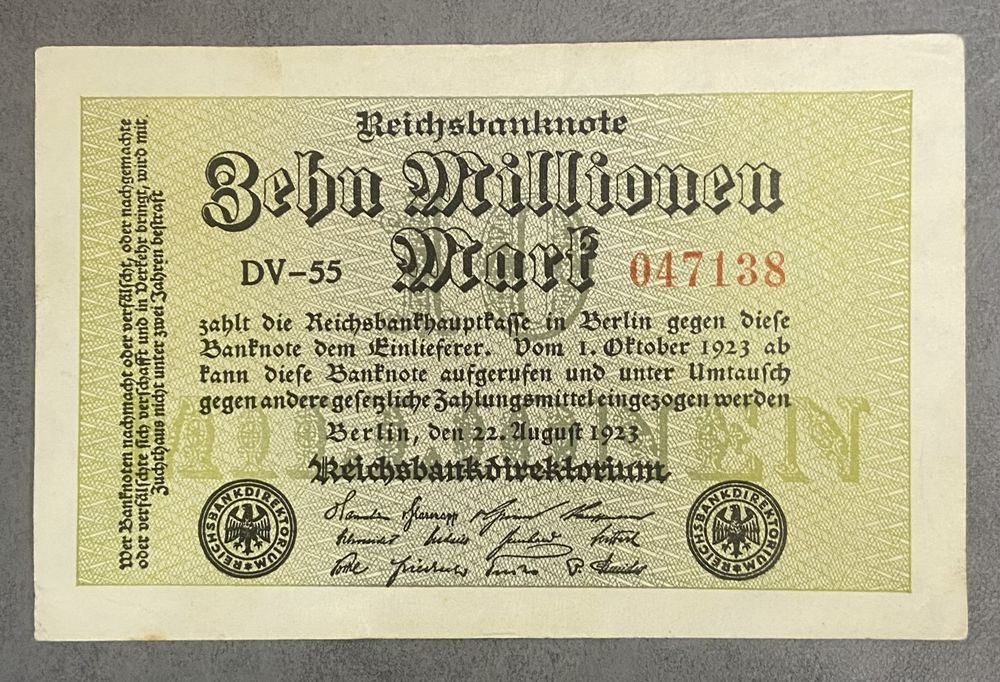 Reichsbanknote
Zehn Millionen
Mark
DV-55
047138
zahlt die Reichsbankhauptkasse in Berlin gegen diese
Banknote dem Einlieferer. Vom 1. Oktober 1923 ab
kann diese Banknote aufgerufen und unter Umtausch
gegen andere gesetzliche Zahlungsmittel eingezogen werden
Berlin, den 22. August 1923
Reichsbankdirektorium
REICHSBANKDIREKTORIUM
REICHSBANKDIREKTORIUM
Wer Banknoten nachmacht oder verfälscht, oder nachgemachte
oder verfälschte sich verschafft und in Verkehr bringt, wird mit
Zuchthaus nicht unter zwei Jahren bestraft